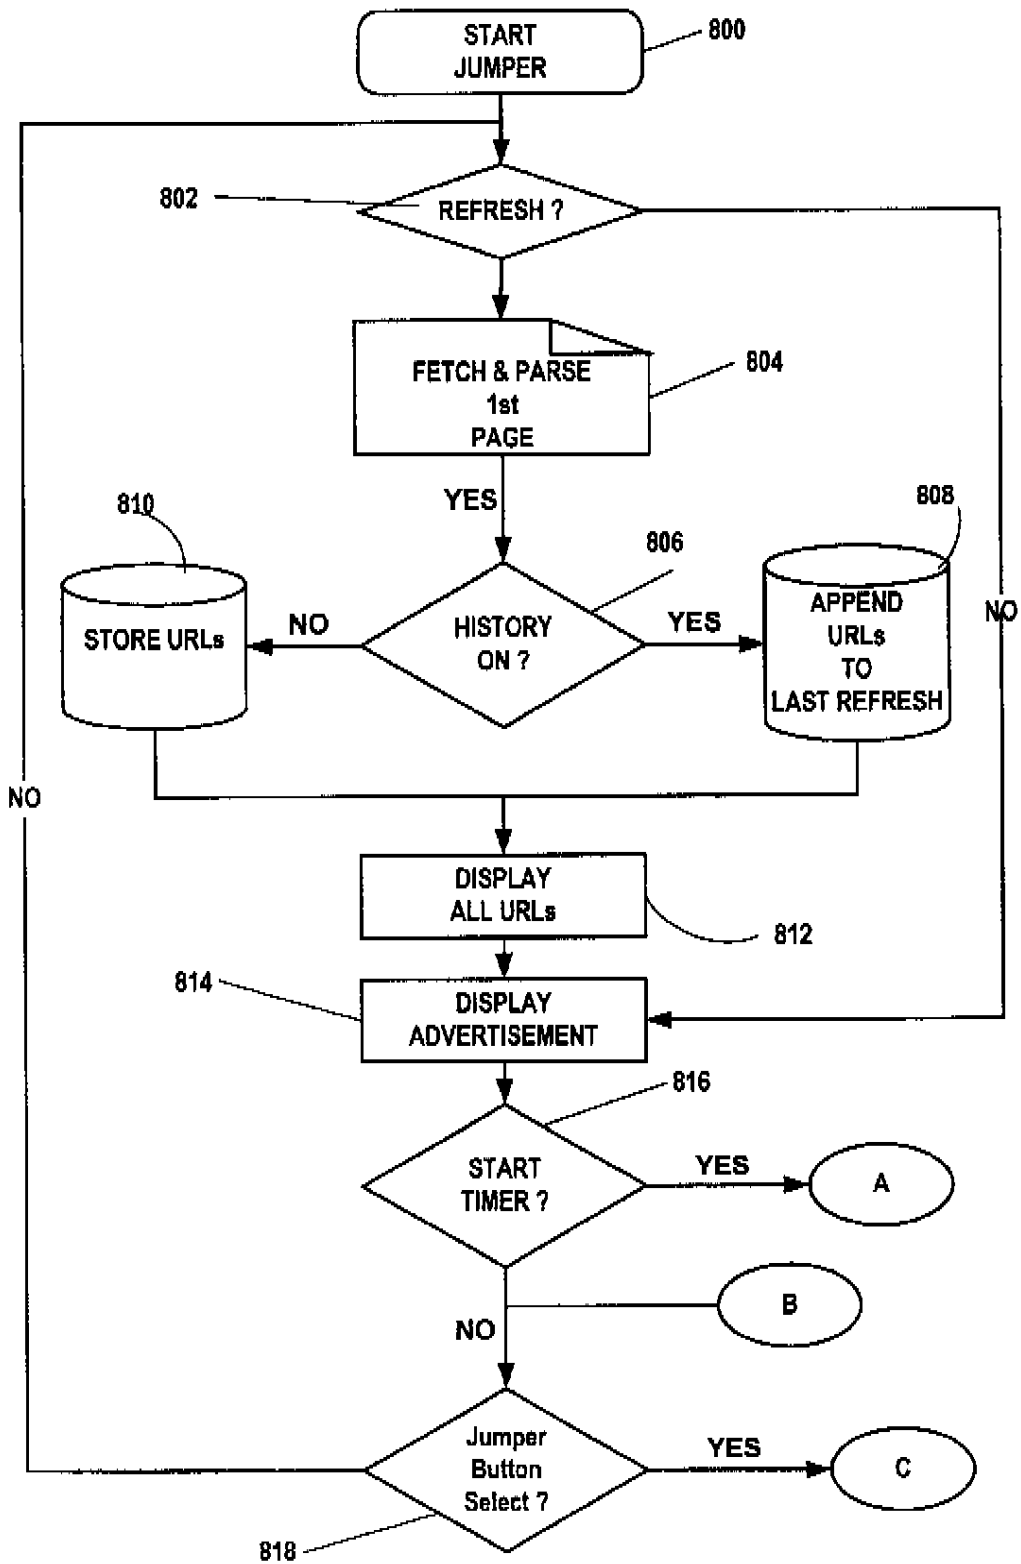 START
JUMPER
800
802
REFRESH ?
FETCH & PARSE
1st
PAGE
804
YES
810
808
806
STORE URLs
NO
HISTORY
ON ?
YES
APPEND
URLs
TO
LAST REFRESH
NO
NO
DISPLAY
ALL URLs
812
814
DISPLAY
ADVERTISEMENT
816
START
TIMER ?
YES
A
B
NO
Jumper
Button
Select ?
YES
C
818